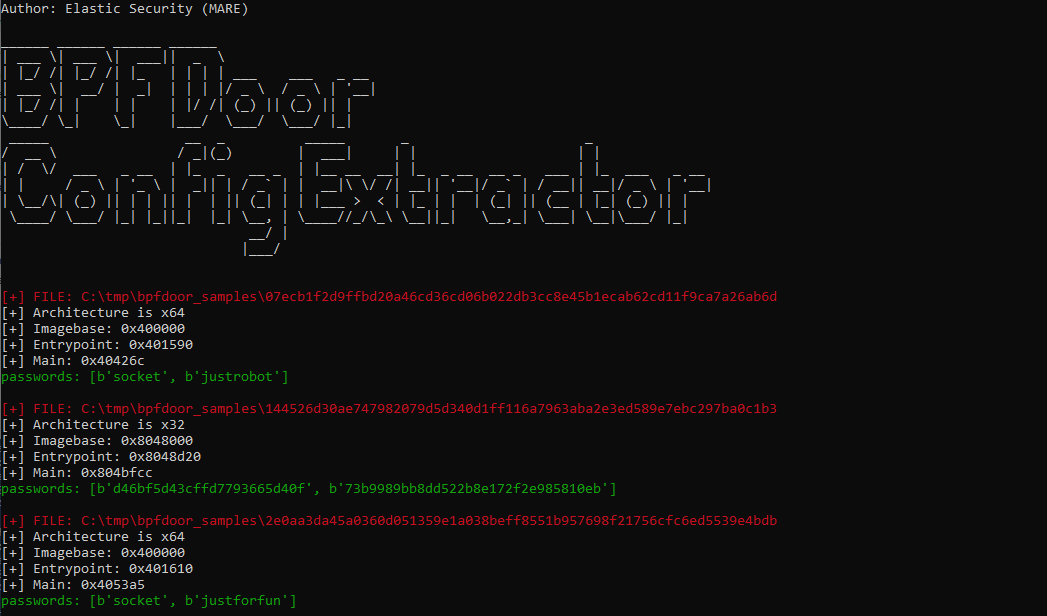 Author: Elastic Security (MARE)
BPFDoor
Config Extractor
[+] FILE: C:\tmp\bpfdoor_samples\07ecb1f2d9ffbd20a46cd36cd06b022db3cc8e45b1ecab62cd11f9ca7a26ab6d
[+] Architecture is x64
[+] Imagebase: 0x400000
[+] Entrypoint: 0x401590
[+] Main: 0x40426c
passwords: [b'socket', b'justrobot']
[+] FILE: C:\tmp\bpfdoor_samples\144526d30ae747982079d5d340d1ff116a7963aba2e3ed589e7ebc297ba0c1b3
[+] Architecture is x32
[+] Imagebase: 0x8048000
[+] Entrypoint: 0x8048d20
[+] Main: 0x804bfcc
passwords: [b'd46bf5d43cffd7793665d40f', b'73b9989bb8dd522b8e172f2e985810eb']
[+] FILE: C:\tmp\bpfdoor_samples\2e0aa3da45a0360d051359e1a038beff8551b957698f21756cfc6ed5539e4bdb
[+] Architecture is x64
[+] Imagebase: 0x400000
[+] Entrypoint: 0x401610
[+] Main: 0x4053a5
passwords: [b'socket', b'justforfun']